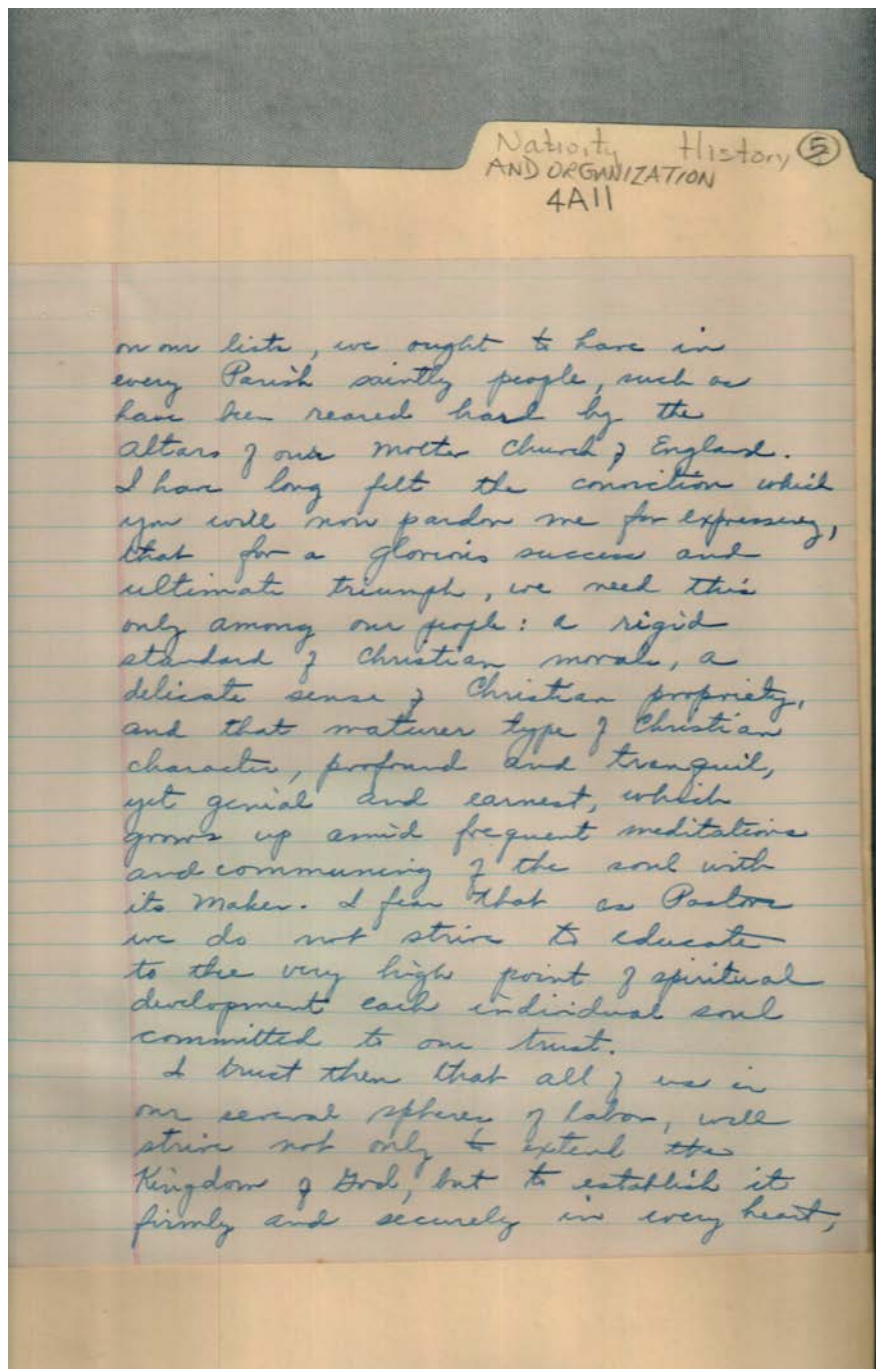 Nativity History 5
AND ORGANIZATION
4A11
on our lists, we ought to have in
every Parish saintly people, such as
have been reared hard by the
altars of our Mother Church of England.
I have long felt the conviction which
you will now pardon me for expressing,
that for a glorious success and
ultimate triumph, we need this
only among our people: a rigid
standard of Christian morals, a
delicate sense of Christian propriety,
and that maturer type of Christian
character, profound and tranquil,
yet genial and earnest, which
grows up amid frequent meditations
and communing of the soul with
its Maker. I fear that as Pastors
we do not strive to educate
to the very high point of spiritual
development each individual soul
committed to our trust.
I trust then that all of us in
our several spheres of labor, will
strive not only to extend the
Kingdom of God, but to establish it
firmly and securely in every heart,